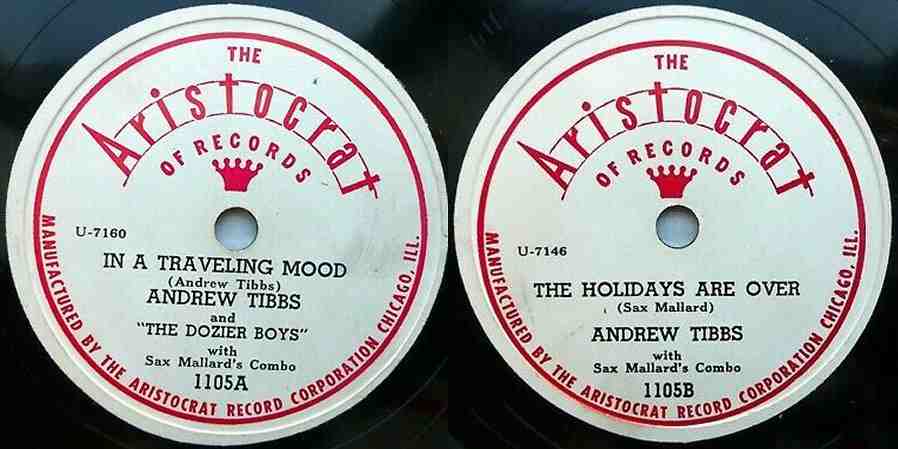 THE
Aristocrat
OF RECORDS
U-7160
IN A TRAVELING MOOD
(Andrew Tibbs)
ANDREW TIBBS
and
"THE DOZIER BOYS"
with
Sax Mallard's Combo
1105A
MANUFACTURED BY THE ARISTOCRAT RECORD CORPORATION CHICAGO, ILL.
THE
Aristocrat
OF RECORDS
U-7146
THE HOLIDAYS ARE OVER
(Sax Mallard)
ANDREW TIBBS
with
Sax Mallard's Combo
1105B
MANUFACTURED BY THE ARISTOCRAT RECORD CORPORATION CHICAGO, ILL.